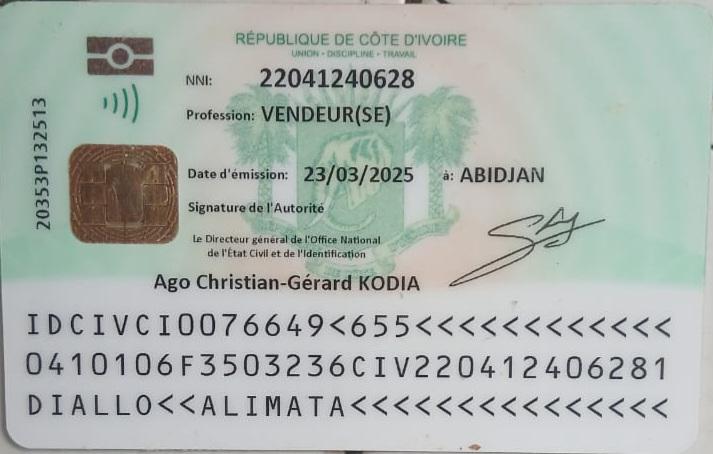 RÉPUBLIQUE DE CÔTE D'IVOIRE
UNION - DISCIPLINE - TRAVAIL
NNI: 22041240628
Profession: VENDEUR(SE)
20353P132513
Date d'émission: 23/03/2025 à: ABIDJAN
Signature de l'Autorité
Le Directeur général de l'Office National
de l'État Civil et de l'Identification
Ago Christian-Gérard KODIA
IDCIVCI0076649<655<<<<<<<<<<<<
0410106F3503236CIV220412406281
DIALLO<<ALIMATA<<<<<<<<<<<<<<<